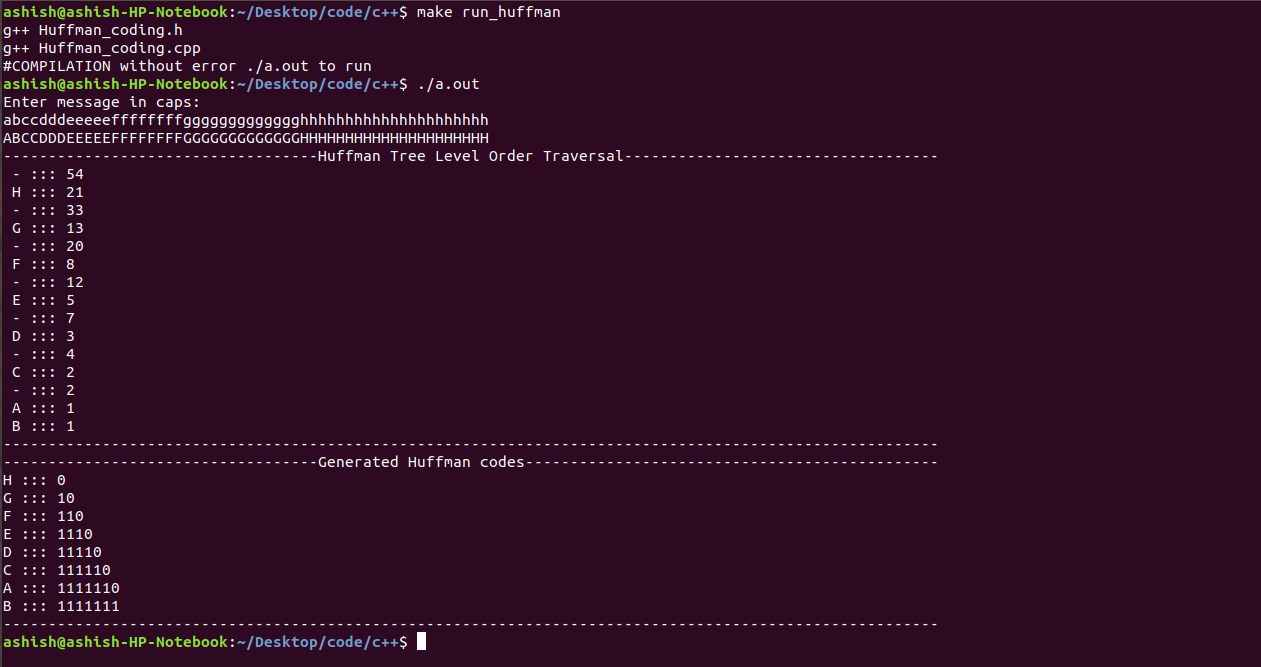 ashish@ashish-HP-Notebook:~/Desktop/code/c++$ make run_huffman
g++ Huffman_coding.h
g++ Huffman_coding.cpp
#COMPILATION without error ./a.out to run
ashish@ashish-HP-Notebook:~/Desktop/code/c++$ ./a.out
Enter message in caps:
abccdddeeeeeffffffffggggggggggggghhhhhhhhhhhhhhhhhhhhh
ABCCDDDEEEEEFFFFFFFFGGGGGGGGGGGGGHHHHHHHHHHHHHHHHHHHHH
-----------------------------------Huffman Tree Level Order Traversal-----------------------------------
 - ::: 54
 H ::: 21
 - ::: 33
 G ::: 13
 - ::: 20
 F ::: 8
 - ::: 12
 E ::: 5
 - ::: 7
 D ::: 3
 - ::: 4
 C ::: 2
 - ::: 2
 A ::: 1
 B ::: 1
--------------------------------------------------------------------------------------------------------
-----------------------------------Generated Huffman codes----------------------------------------------
H ::: 0
G ::: 10
F ::: 110
E ::: 1110
D ::: 11110
C ::: 111110
A ::: 1111110
B ::: 1111111
--------------------------------------------------------------------------------------------------------
ashish@ashish-HP-Notebook:~/Desktop/code/c++$